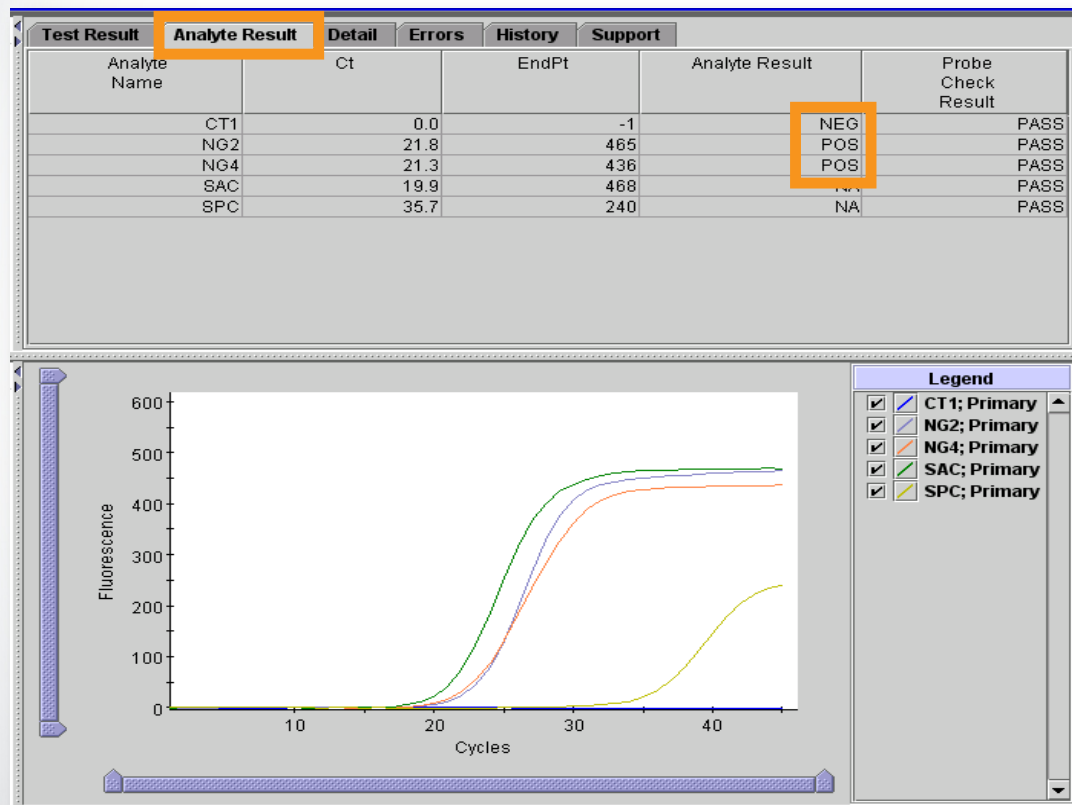 Test Result Analyte Result Detail Errors History Support
Analyte Name Ct EndPt Analyte Result Probe Check Result
CT1 0.0 -1 NEG PASS
NG2 21.8 465 POS PASS
NG4 21.3 436 POS PASS
SAC 19.9 468 NA PASS
SPC 35.7 240 NA PASS
Legend
CT1; Primary
NG2; Primary
NG4; Primary
SAC; Primary
SPC; Primary
600
500
400
300
200
100
0
Fluorescence
10 20 30 40
Cycles